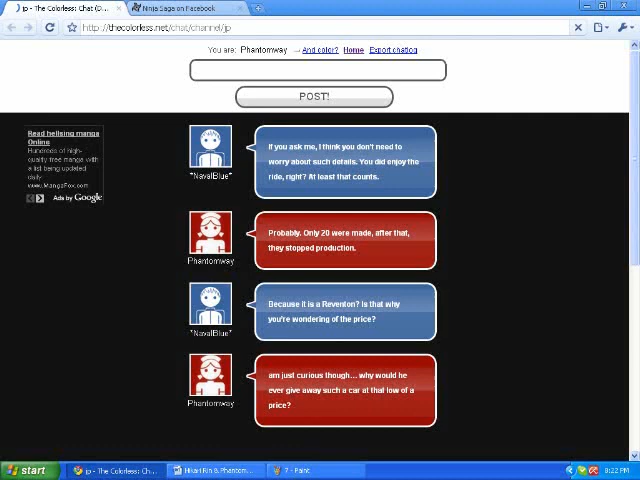 jp - The Colorless: Chat (D...
Ninja Saga on Facebook
http://thecolorless.net/chat/channel/jp
You are: Phantomway → And color? Home Export chatlog
POST!
Read hellsing manga
Online
Hundreds of high-
quality free manga with
a list being updated
daily
www.MangaFox.com
Ads by Google
If you ask me, I think you don't need to
worry about such details. You did enjoy the
ride, right? At least that counts.
*NavalBlue*
Probably. Only 20 were made, after that,
they stopped production.
Phantomway
Because it is a Reventon? Is that why
you're wondering of the price?
*NavalBlue*
am just curious though... why would he
ever give away such a car at that low of a
price?
Phantomway
start
jp - The Colorless: Ch...
Hikari Rin & Phantom...
7 - Paint
8:22 PM